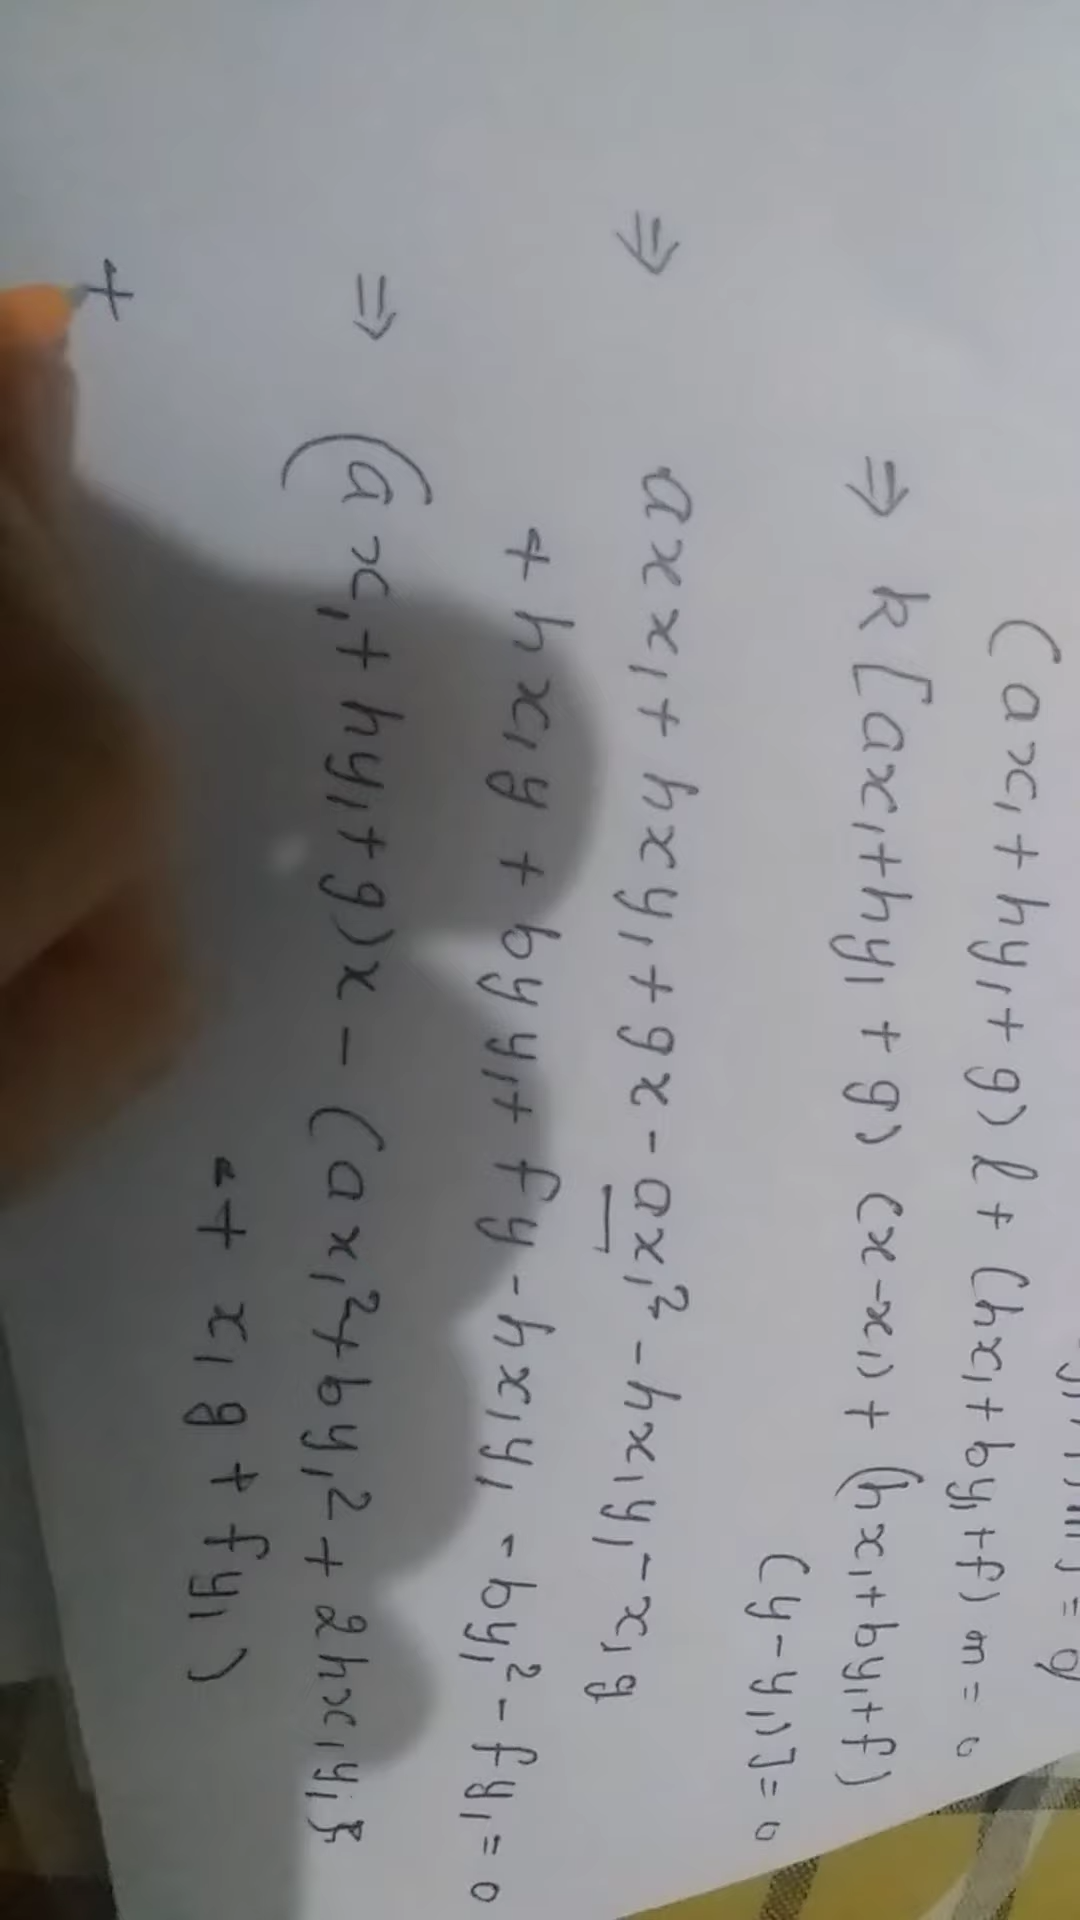 (ax₁ + hy₁ + g) l + (hx₁ + by₁ + f) m = 0
⇒ k [ax₁ + hy₁ + g) (x - x₁) + (hx₁ + by₁ + f)
(y - y₁)] = 0
⇒ axx₁ + hxy₁ + gx - ax₁² - hx₁y₁ - x₁g
+ hx₁y + byy₁ + fy - hx₁y₁ - by₁² - fy₁ = 0
⇒ (ax₁ + hy₁ + g)x - (ax₁² + by₁² + 2hx₁y₁
+ x₁g + fy₁)
+